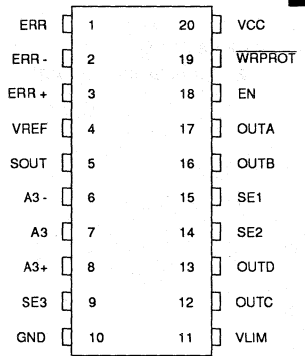 ERR 1 20 VCC
ERR - 2 19 WRPROT
ERR + 3 18 EN
VREF 4 17 OUTA
SOUT 5 16 OUTB
A3 - 6 15 SE1
A3 7 14 SE2
A3+ 8 13 OUTD
SE3 9 12 OUTC
GND 10 11 VLIM